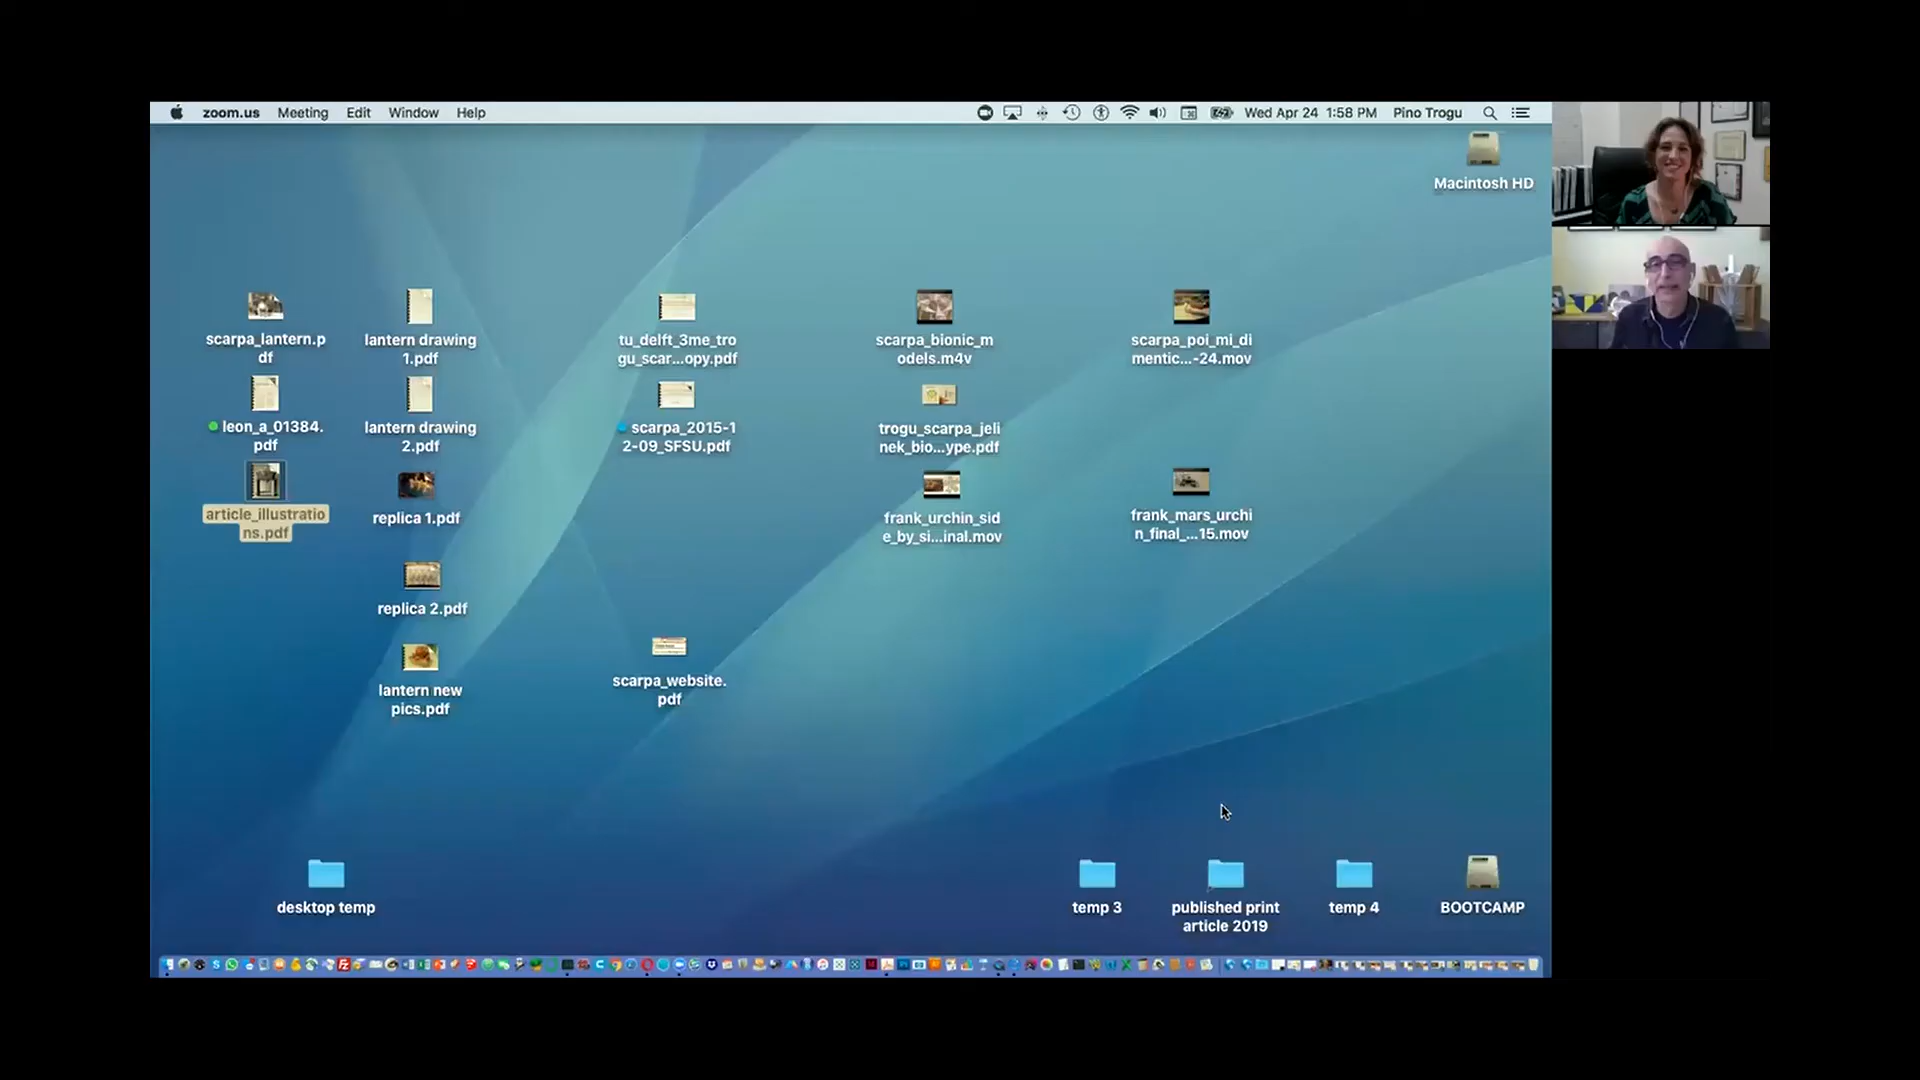 zoom.us Meeting Edit Window Help Wed Apr 24 1:58 PM Pino Trogu
Macintosh HD
scarpa_lantern.p
df
lantern drawing
1.pdf
tu_delft_3me_tro
gu_scar...opy.pdf
scarpa_bionic_m
odels.m4v
scarpa_poi_mi_di
mentic...-24.mov
leon_a_01384.
pdf
lantern drawing
2.pdf
scarpa_2015-1
2-09_SFSU.pdf
trogu_scarpa_jeli
nek_bio...ype.pdf
article_illustratio
ns.pdf
replica 1.pdf
frank_urchin_sid
e_by_si...inal.mov
frank_mars_urchi
n_final_...15.mov
replica 2.pdf
lantern new
pics.pdf
scarpa_website.
pdf
desktop temp
temp 3
published print
article 2019
temp 4
BOOTCAMP